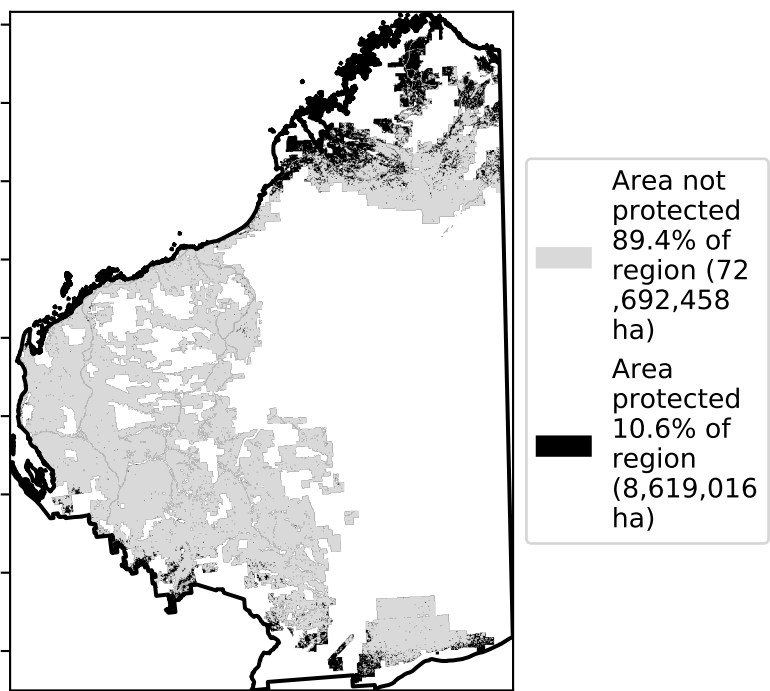 Area not
protected
89.4% of
region (72
,692,458
ha)
Area
protected
10.6% of
region
(8,619,016
ha)